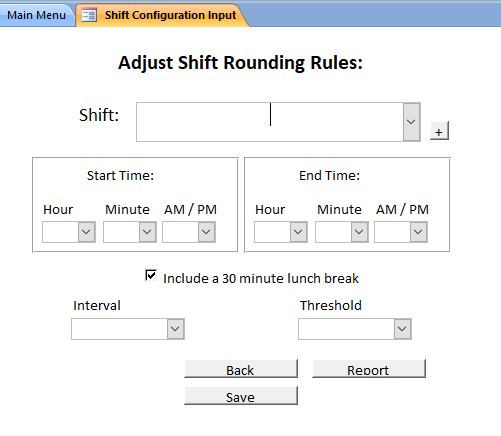 Main Menu Shift Configuration Input
Adjust Shift Rounding Rules:
Shift:
+
Start Time: End Time:
Hour Minute AM / PM Hour Minute AM / PM
Include a 30 minute lunch break
Interval Threshold
Back Report
Save